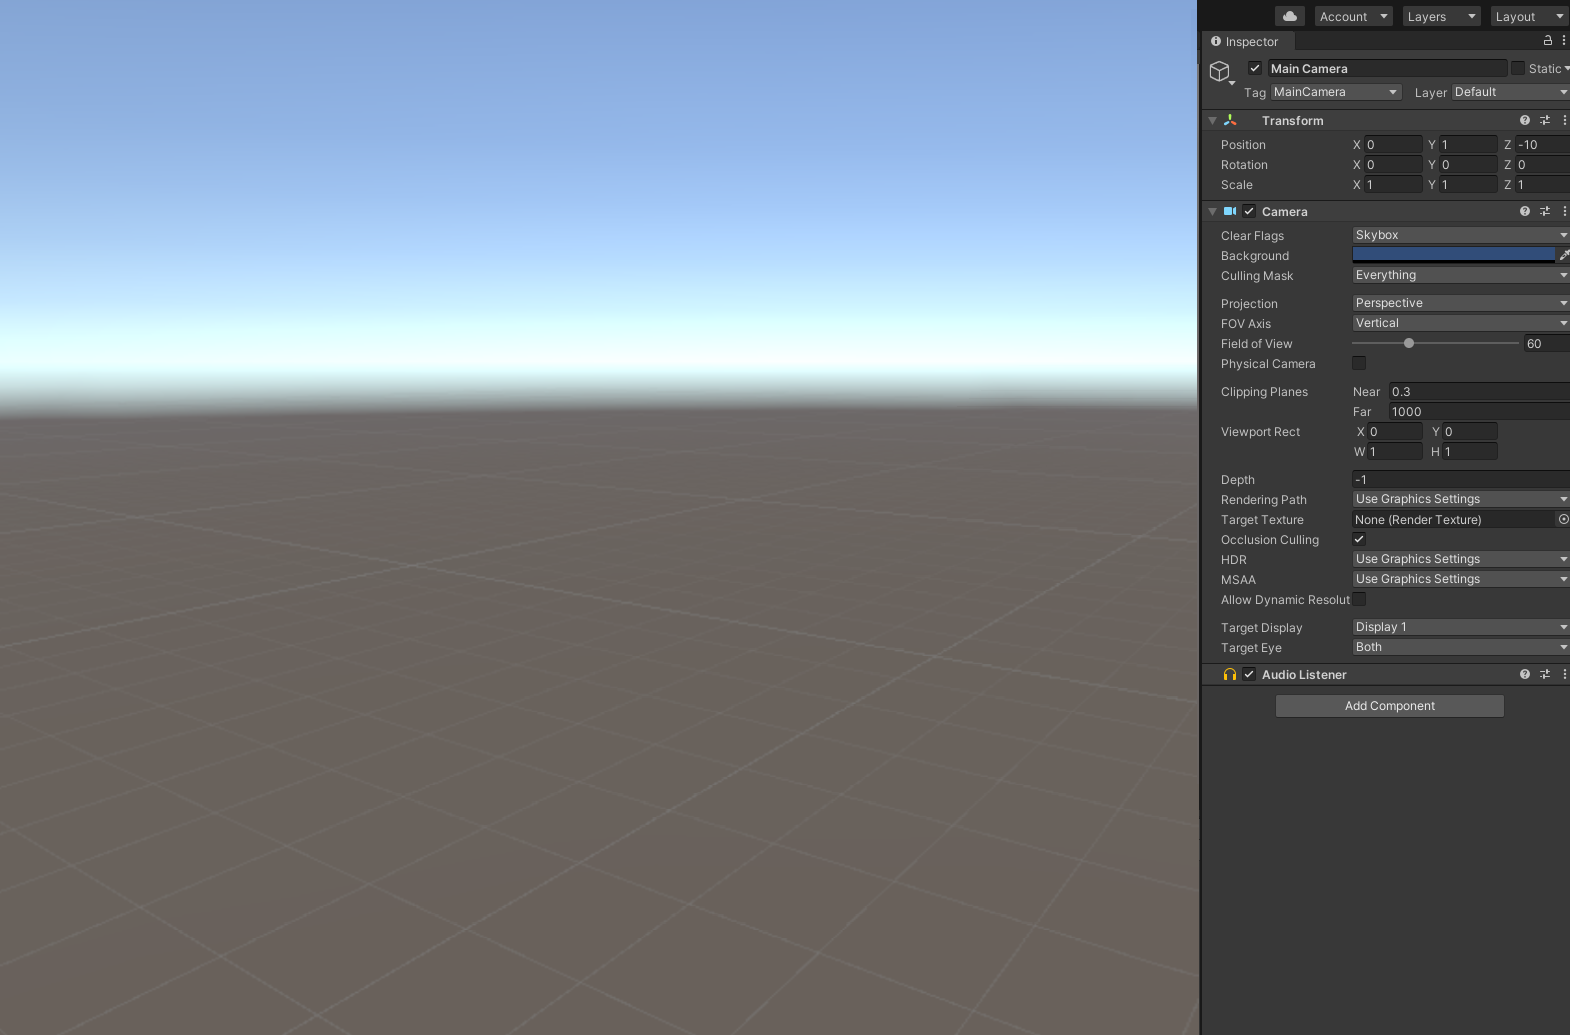 Account Layers Layout
Inspector
Main Camera Static
Tag MainCamera Layer Default
Transform
Position X 0 Y 1 Z -10
Rotation X 0 Y 0 Z 0
Scale X 1 Y 1 Z 1
Camera
Clear Flags Skybox
Background
Culling Mask Everything
Projection Perspective
FOV Axis Vertical
Field of View 60
Physical Camera
Clipping Planes Near 0.3
Far 1000
Viewport Rect X 0 Y 0
W 1 H 1
Depth -1
Rendering Path Use Graphics Settings
Target Texture None (Render Texture)
Occlusion Culling
HDR Use Graphics Settings
MSAA Use Graphics Settings
Allow Dynamic Resolut
Target Display Display 1
Target Eye Both
Audio Listener
Add Component